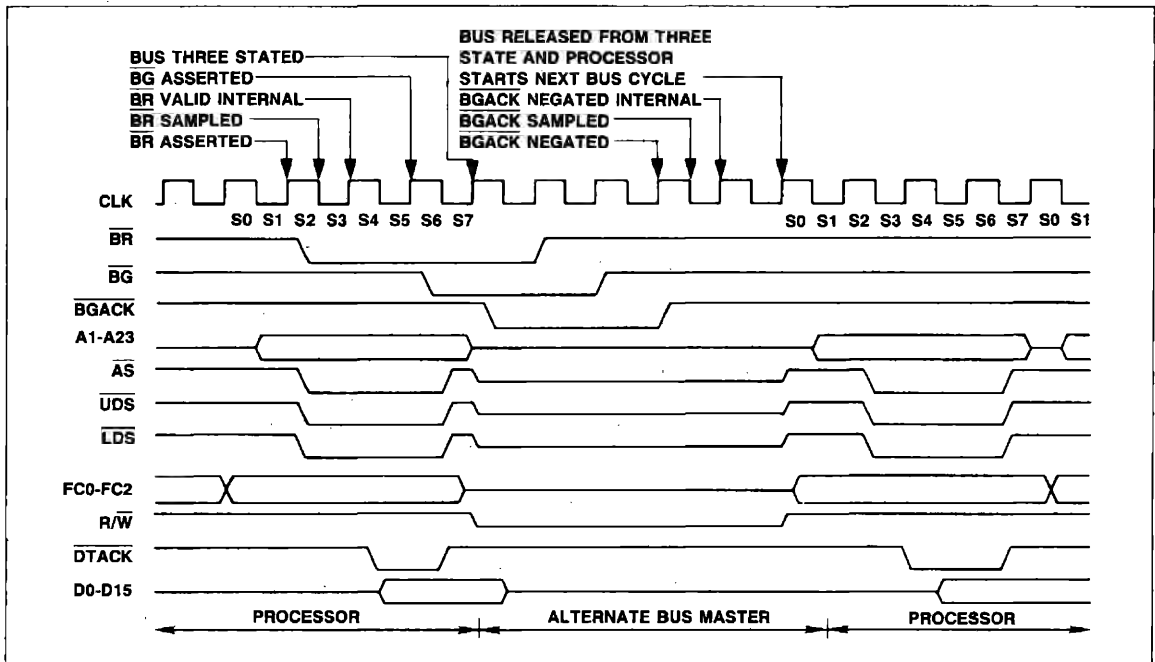 BUS THREE STATED
BG ASSERTED
BR VALID INTERNAL
BR SAMPLED
BR ASSERTED
BUS RELEASED FROM THREE
STATE AND PROCESSOR
STARTS NEXT BUS CYCLE
BGACK NEGATED INTERNAL
BGACK SAMPLED
BGACK NEGATED
CLK
S0 S1 S2 S3 S4 S5 S6 S7 S0 S1 S2 S3 S4 S5 S6 S7 S0 S1
BR
BG
BGACK
A1-A23
AS
UDS
LDS
FC0-FC2
R/W
DTACK
D0-D15
PROCESSOR ALTERNATE BUS MASTER PROCESSOR